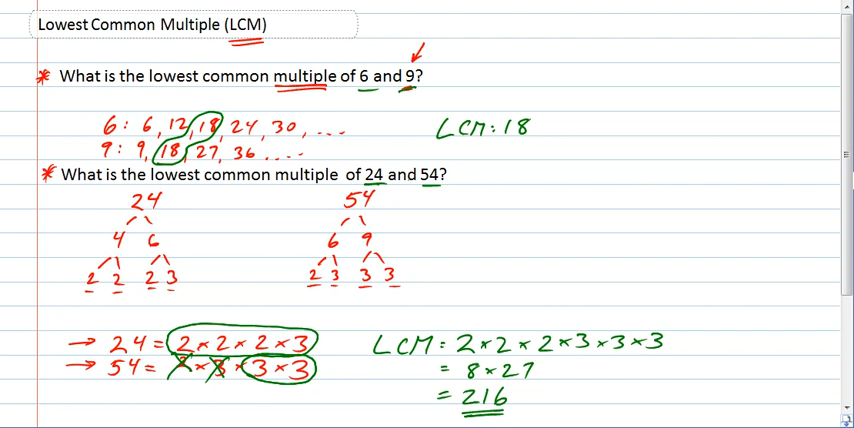 Lowest Common Multiple (LCM)
* What is the lowest common multiple of 6 and 9?
6: 6, 12, 18, 24, 30, ....
LCM: 18
9: 9, 18, 27, 36 .....
* What is the lowest common multiple of 24 and 54?
24 54
4 6 6 9
2 2 2 3 2 3 3 3
→ 24 = 2 × 2 × 2 × 3
LCM = 2 × 2 × 2 × 3 × 3 × 3
→ 54 = 2 × 3 × 3 × 3
= 8 × 27
= 216